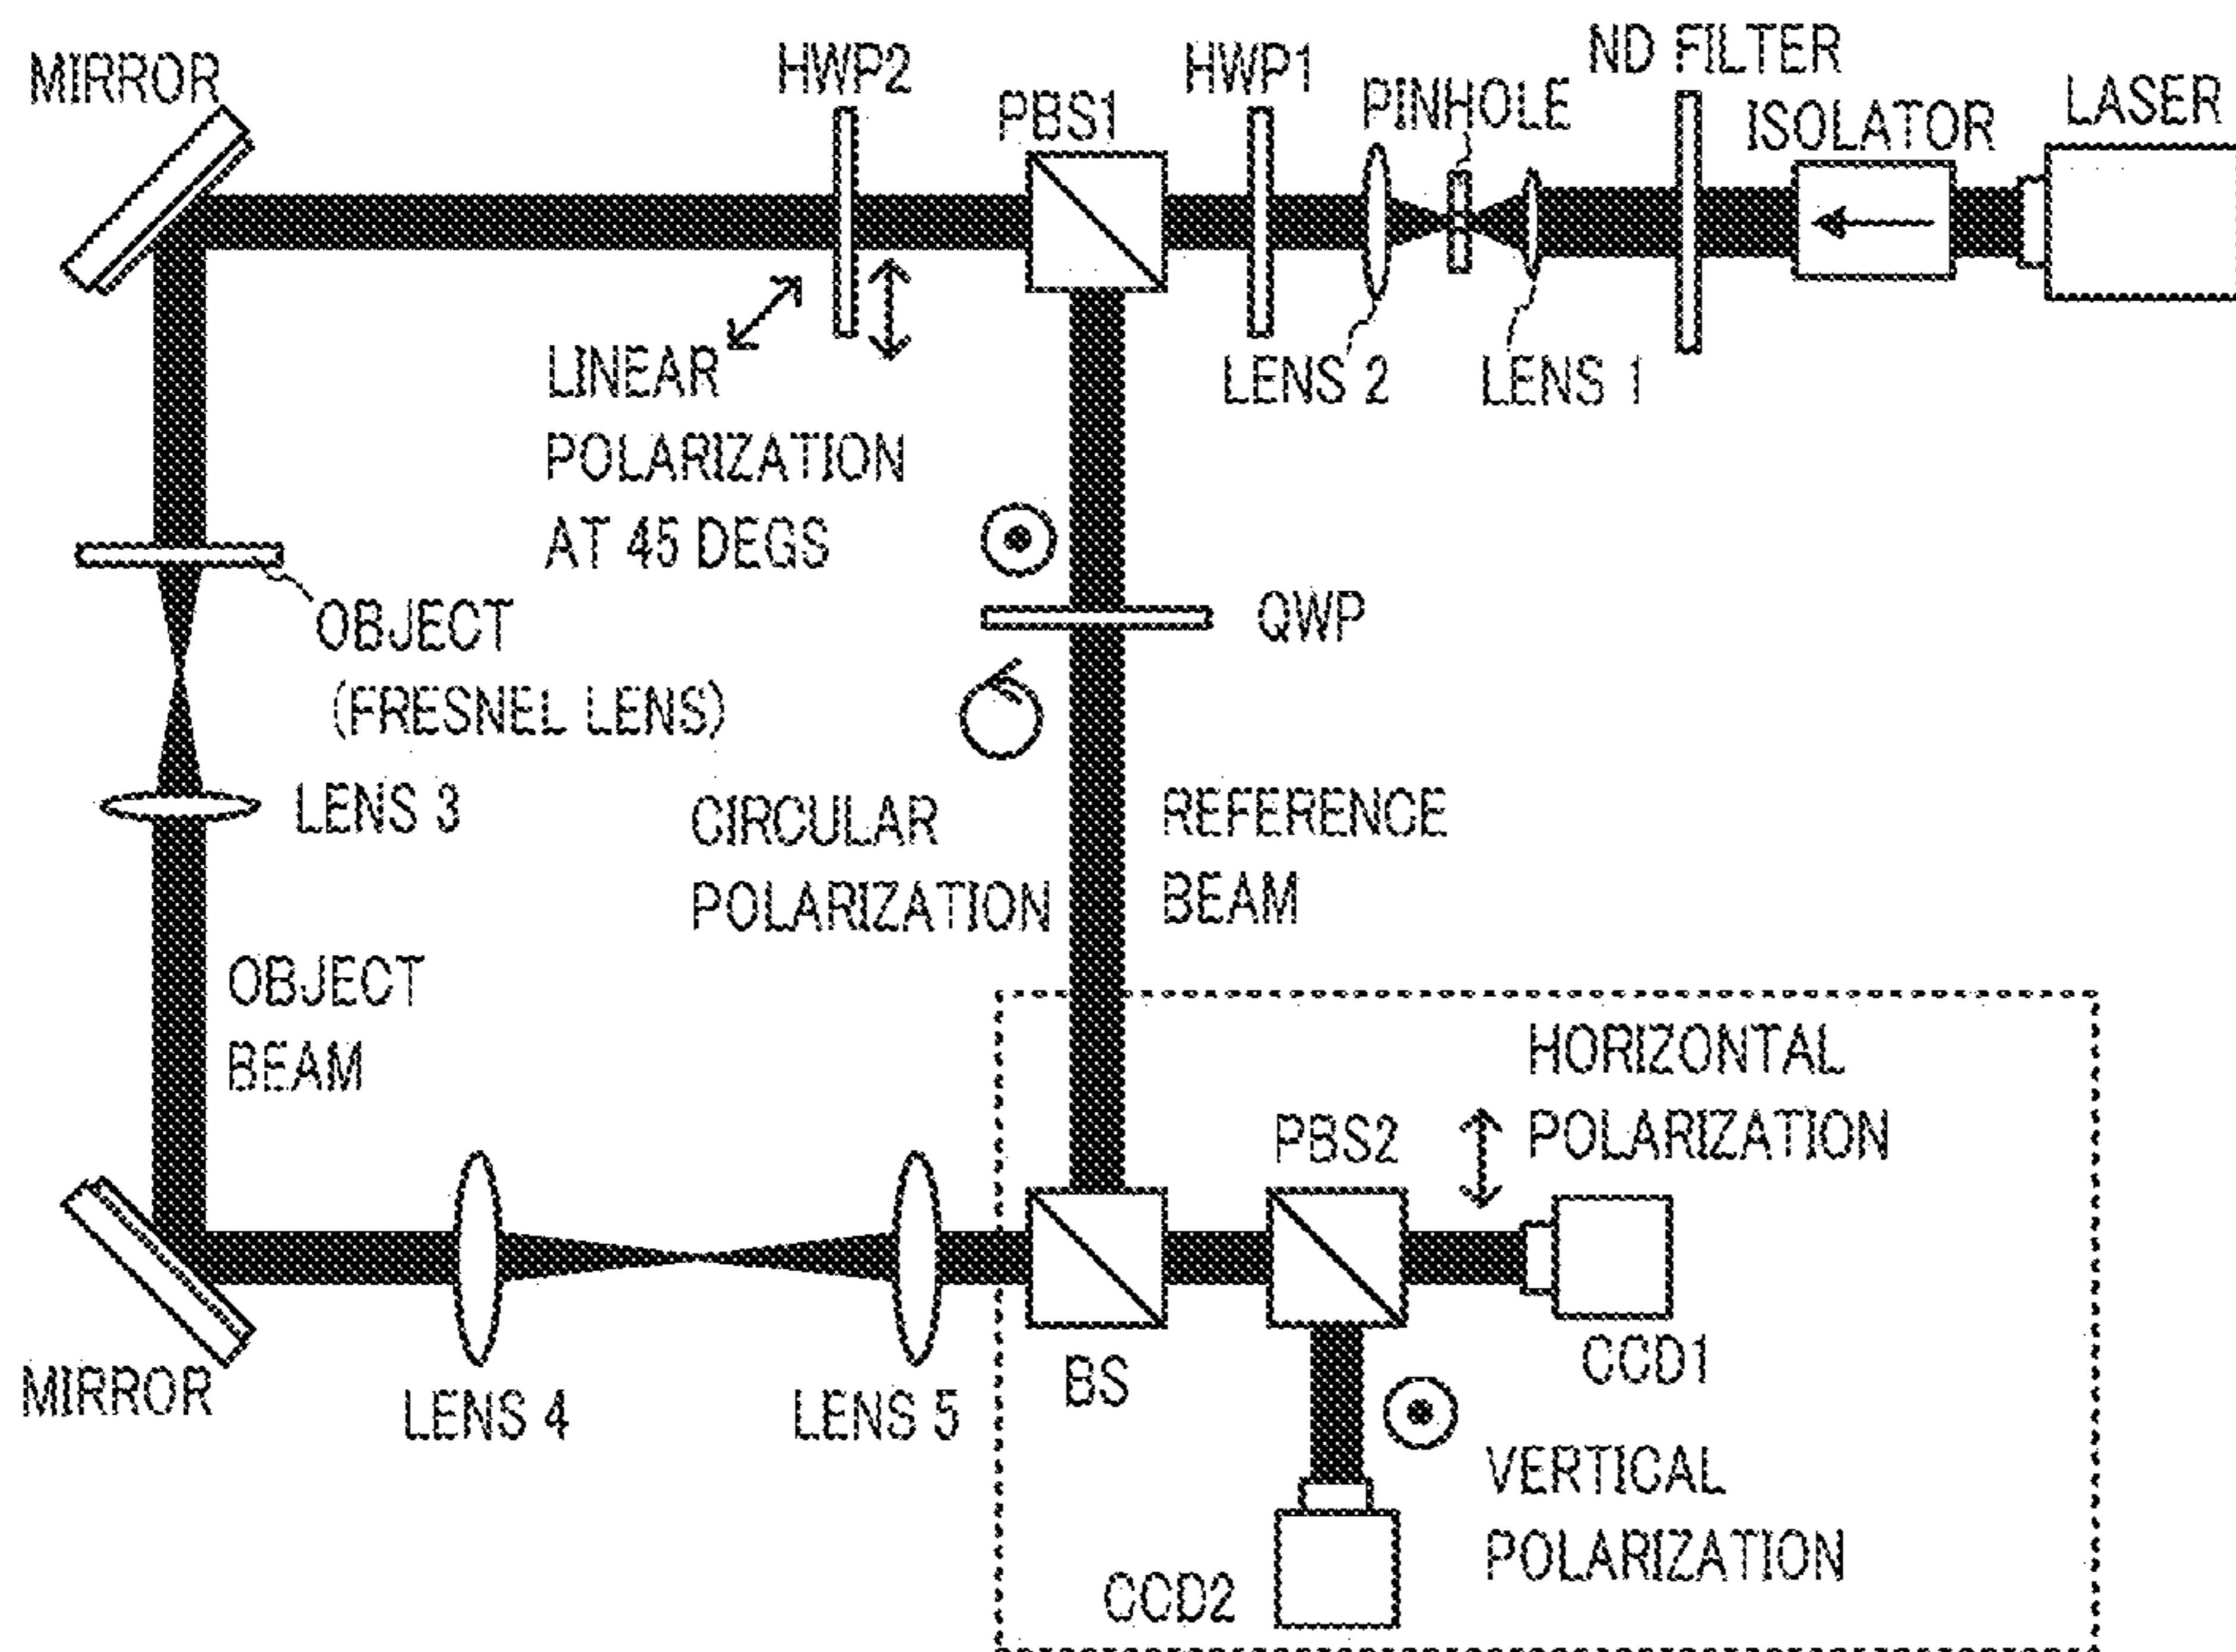 MIRROR
HWP2
PBS1
HWP1
PINHOLE
ND FILTER
ISOLATOR
LASER
LINEAR
POLARIZATION
AT 45 DEGS
LENS 2
LENS 1
OBJECT
(FRESNEL LENS)
QWP
LENS 3
CIRCULAR
POLARIZATION
REFERENCE
BEAM
OBJECT
BEAM
HORIZONTAL
POLARIZATION
PBS2
MIRROR
LENS 4
LENS 5
BS
CCD1
VERTICAL
POLARIZATION
CCD2